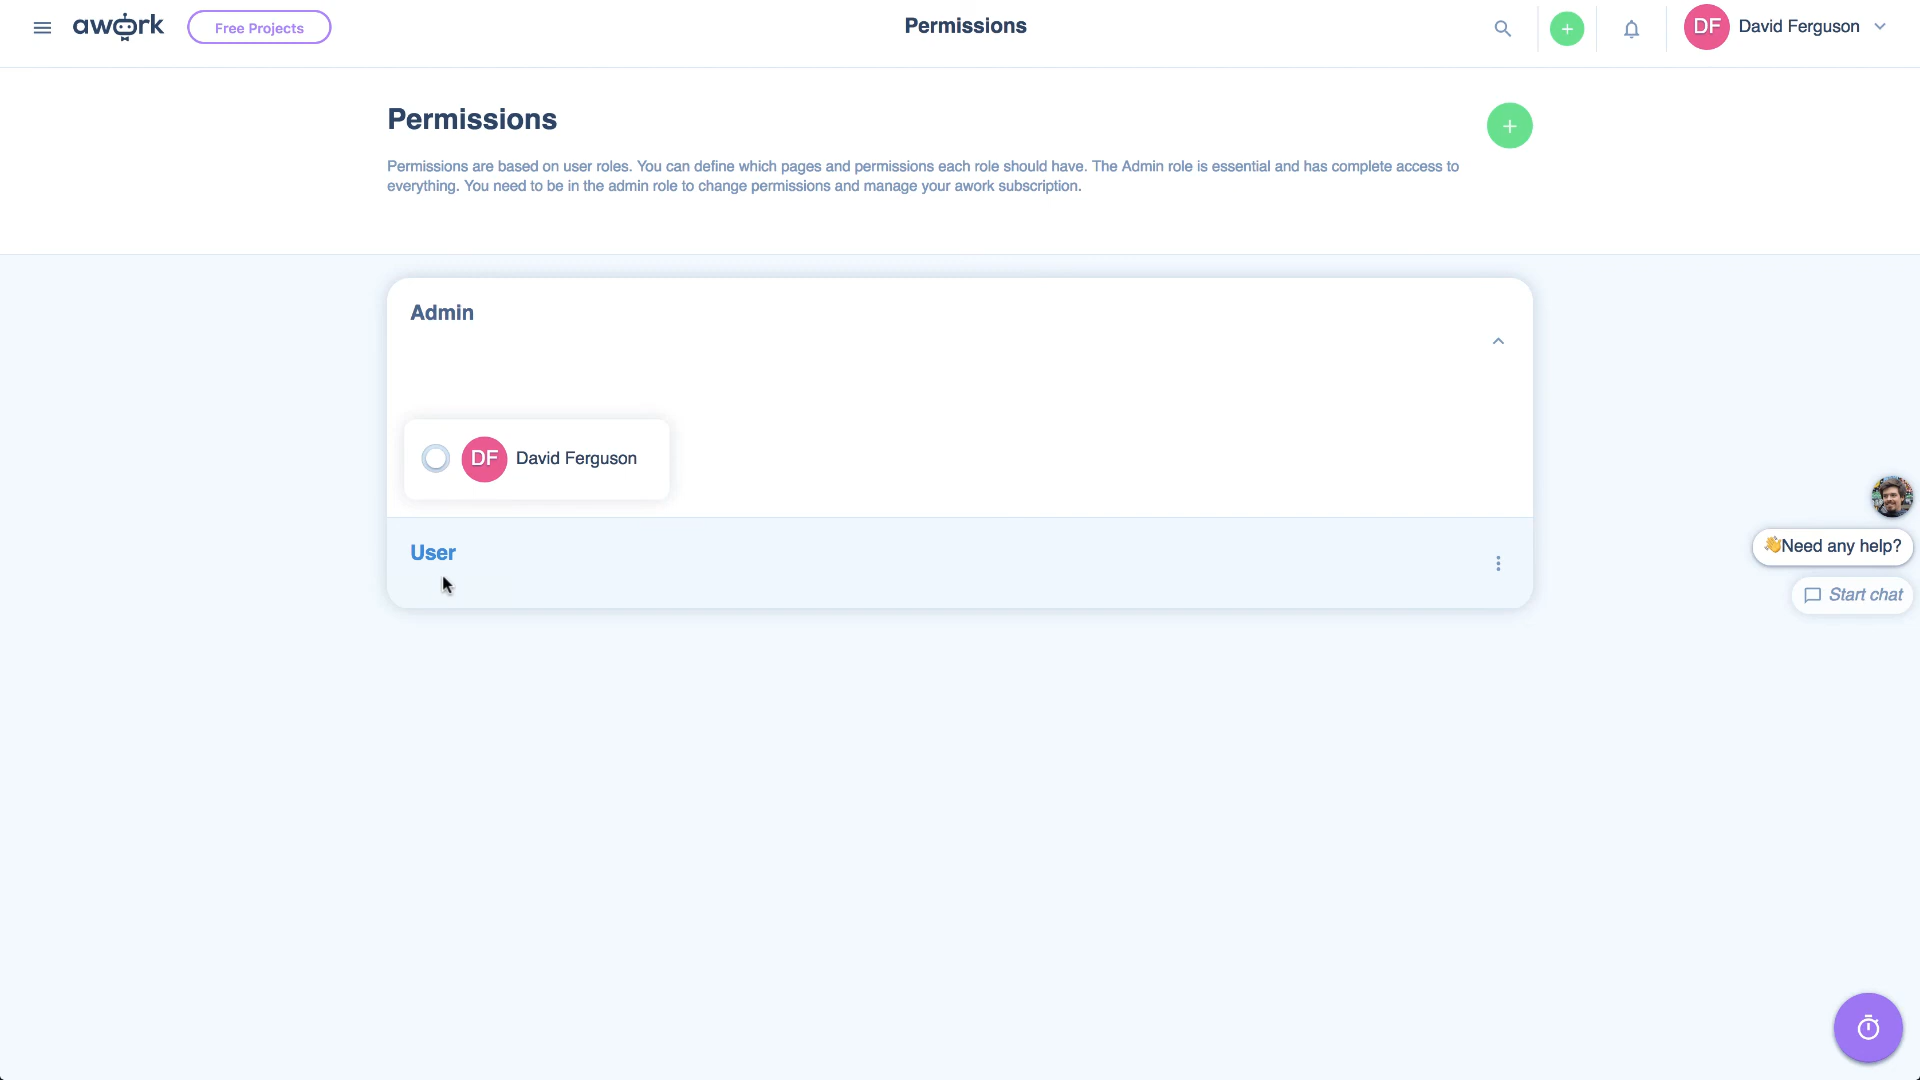 awork
Free Projects
Permissions
DF
David Ferguson
Permissions
Permissions are based on user roles. You can define which pages and permissions each role should have. The Admin role is essential and has complete access to
everything. You need to be in the admin role to change permissions and manage your awork subscription.
Admin
DF
David Ferguson
User
👋Need any help?
Start chat